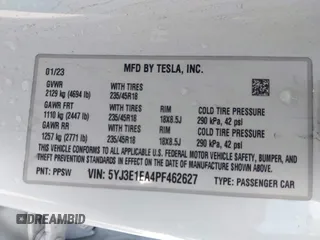 MFD BY TESLA, INC.
01/23
GVWR WITH TIRES
2129 kg (4694 lb) 235/45R18
GAWR FRT WITH TIRES RIM COLD TIRE PRESSURE
1110 kg (2447 lb) 235/45R18 18X8.5J 290 kPa, 42 psi
GAWR RR WITH TIRES RIM COLD TIRE PRESSURE
1257 kg (2771 lb) 235/45R18 18X8.5J 290 kPa, 42 psi
THIS VEHICLE CONFORMS TO ALL APPLICABLE FEDERAL MOTOR VEHICLE
SAFETY, BUMPER AND THEFT PREVENTION STANDARDS IN EFFECT ON THE
DATE OF MANUFACTURE SHOWN ABOVE.
PNT: PPSW VIN: 5YJ3E1EA4PF462627 TYPE: PASSENGER CAR
DIRECT CARFAST